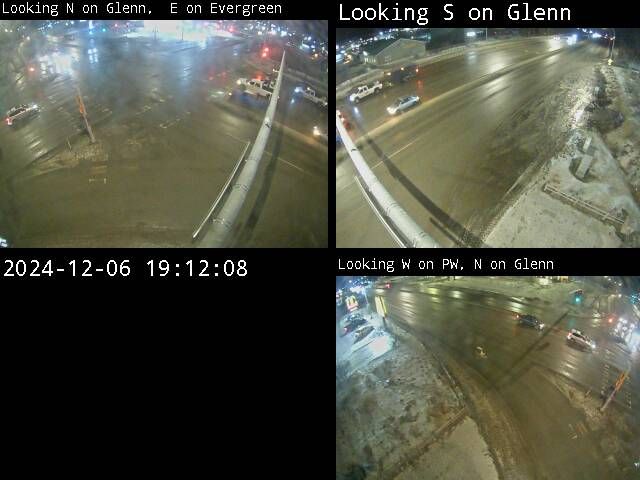 Looking N on Glenn,  E on Evergreen
Looking S on Glenn
2024-12-06 19:12:08
Looking W on PW, N on Glenn